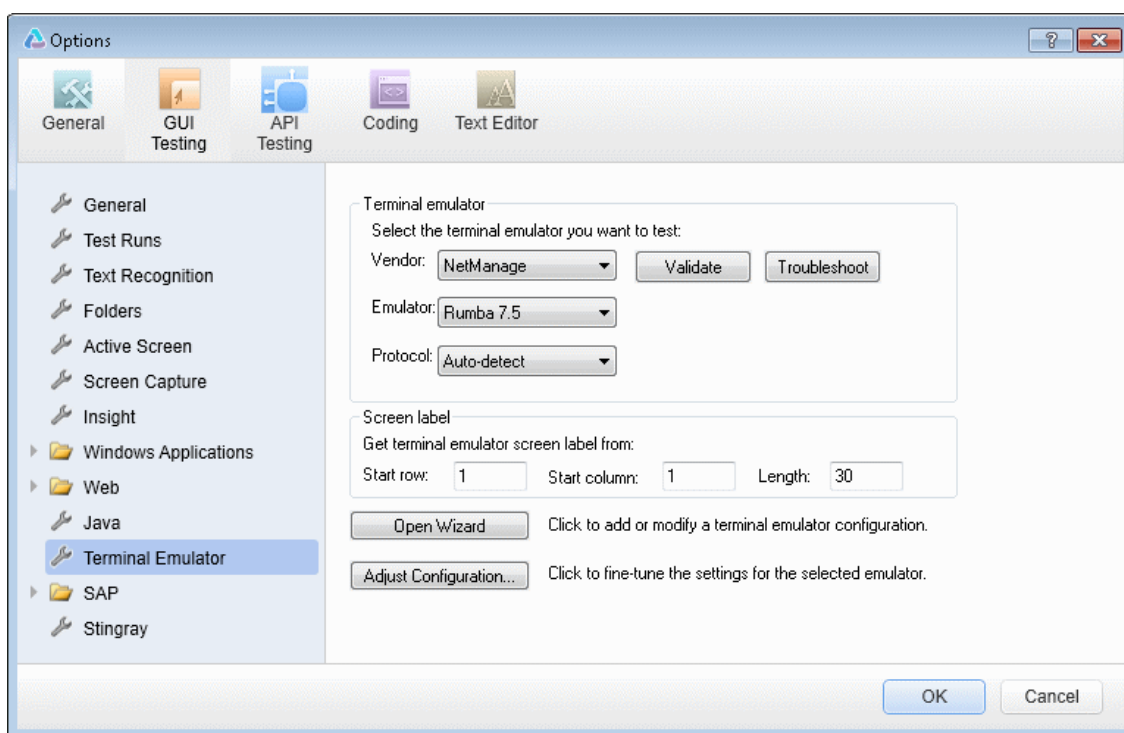 Options
General
GUI
Testing
API
Testing
Coding
Text Editor
General
Test Runs
Text Recognition
Folders
Active Screen
Screen Capture
Insight
Windows Applications
Web
Java
Terminal Emulator
SAP
Stingray
Terminal emulator
Select the terminal emulator you want to test:
Vendor: NetManage Validate Troubleshoot
Emulator: Rumba 7.5
Protocol: Auto-detect
Screen label
Get terminal emulator screen label from:
Start row: 1 Start column: 1 Length: 30
Open Wizard Click to add or modify a terminal emulator configuration.
Adjust Configuration... Click to fine-tune the settings for the selected emulator.
OK Cancel